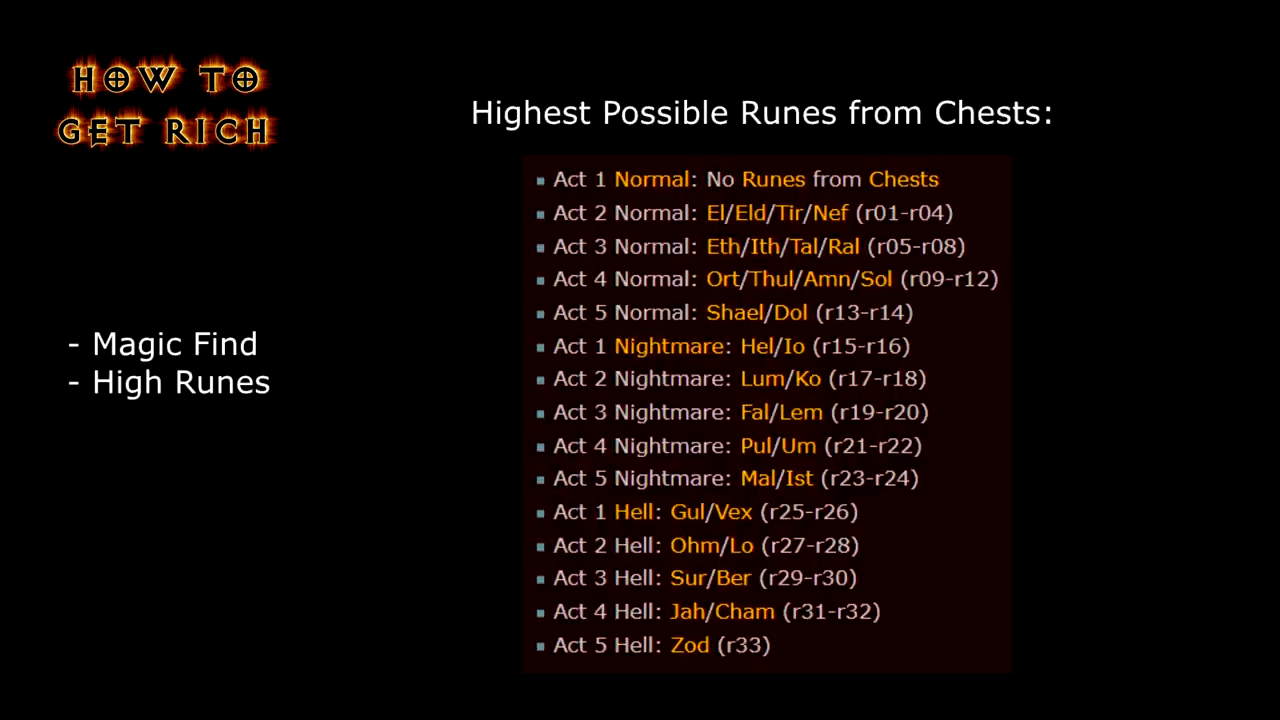 HOW TO
GET RICH
Highest Possible Runes from Chests:
Act 1 Normal: No Runes from Chests
Act 2 Normal: El/Eld/Tir/Nef (r01-r04)
Act 3 Normal: Eth/Ith/Tal/Ral (r05-r08)
Act 4 Normal: Ort/Thul/Amn/Sol (r09-r12)
Act 5 Normal: Shael/Dol (r13-r14)
Act 1 Nightmare: Hel/Io (r15-r16)
Act 2 Nightmare: Lum/Ko (r17-r18)
Act 3 Nightmare: Fal/Lem (r19-r20)
Act 4 Nightmare: Pul/Um (r21-r22)
Act 5 Nightmare: Mal/Ist (r23-r24)
Act 1 Hell: Gul/Vex (r25-r26)
Act 2 Hell: Ohm/Lo (r27-r28)
Act 3 Hell: Sur/Ber (r29-r30)
Act 4 Hell: Jah/Cham (r31-r32)
Act 5 Hell: Zod (r33)
- Magic Find
- High Runes